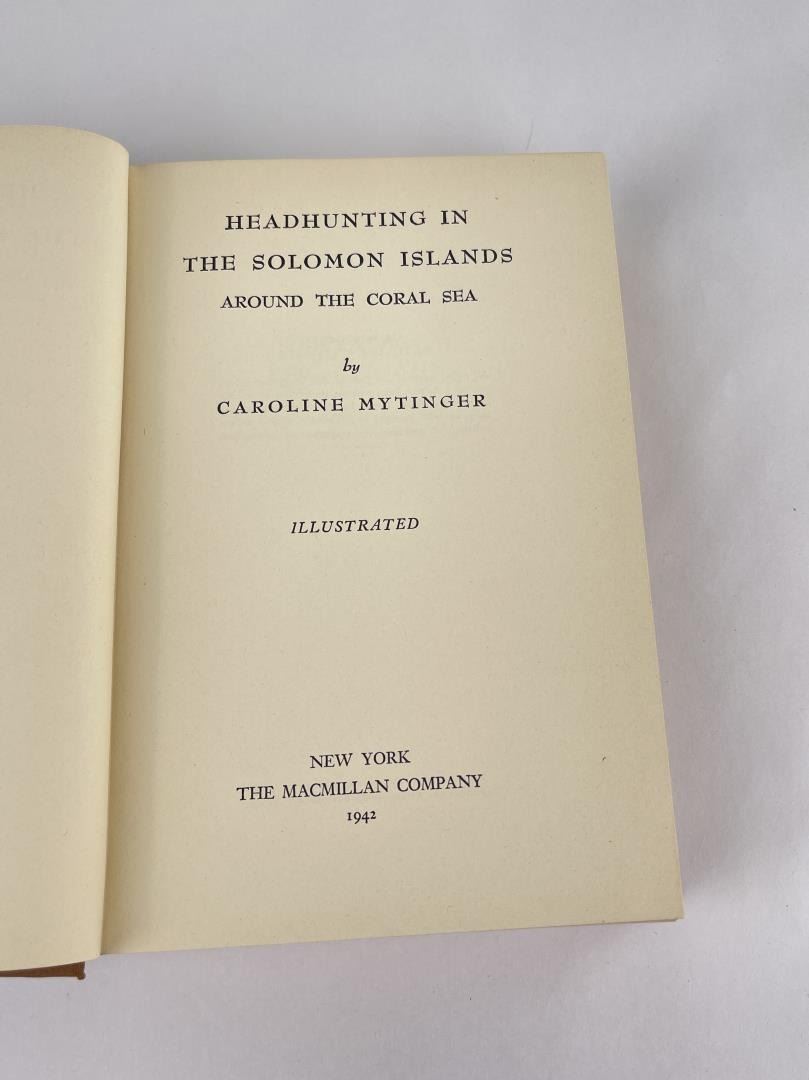 HEADHUNTING IN
THE SOLOMON ISLANDS
AROUND THE CORAL SEA
by
CAROLINE MYTINGER
ILLUSTRATED
NEW YORK
THE MACMILLAN COMPANY
1942